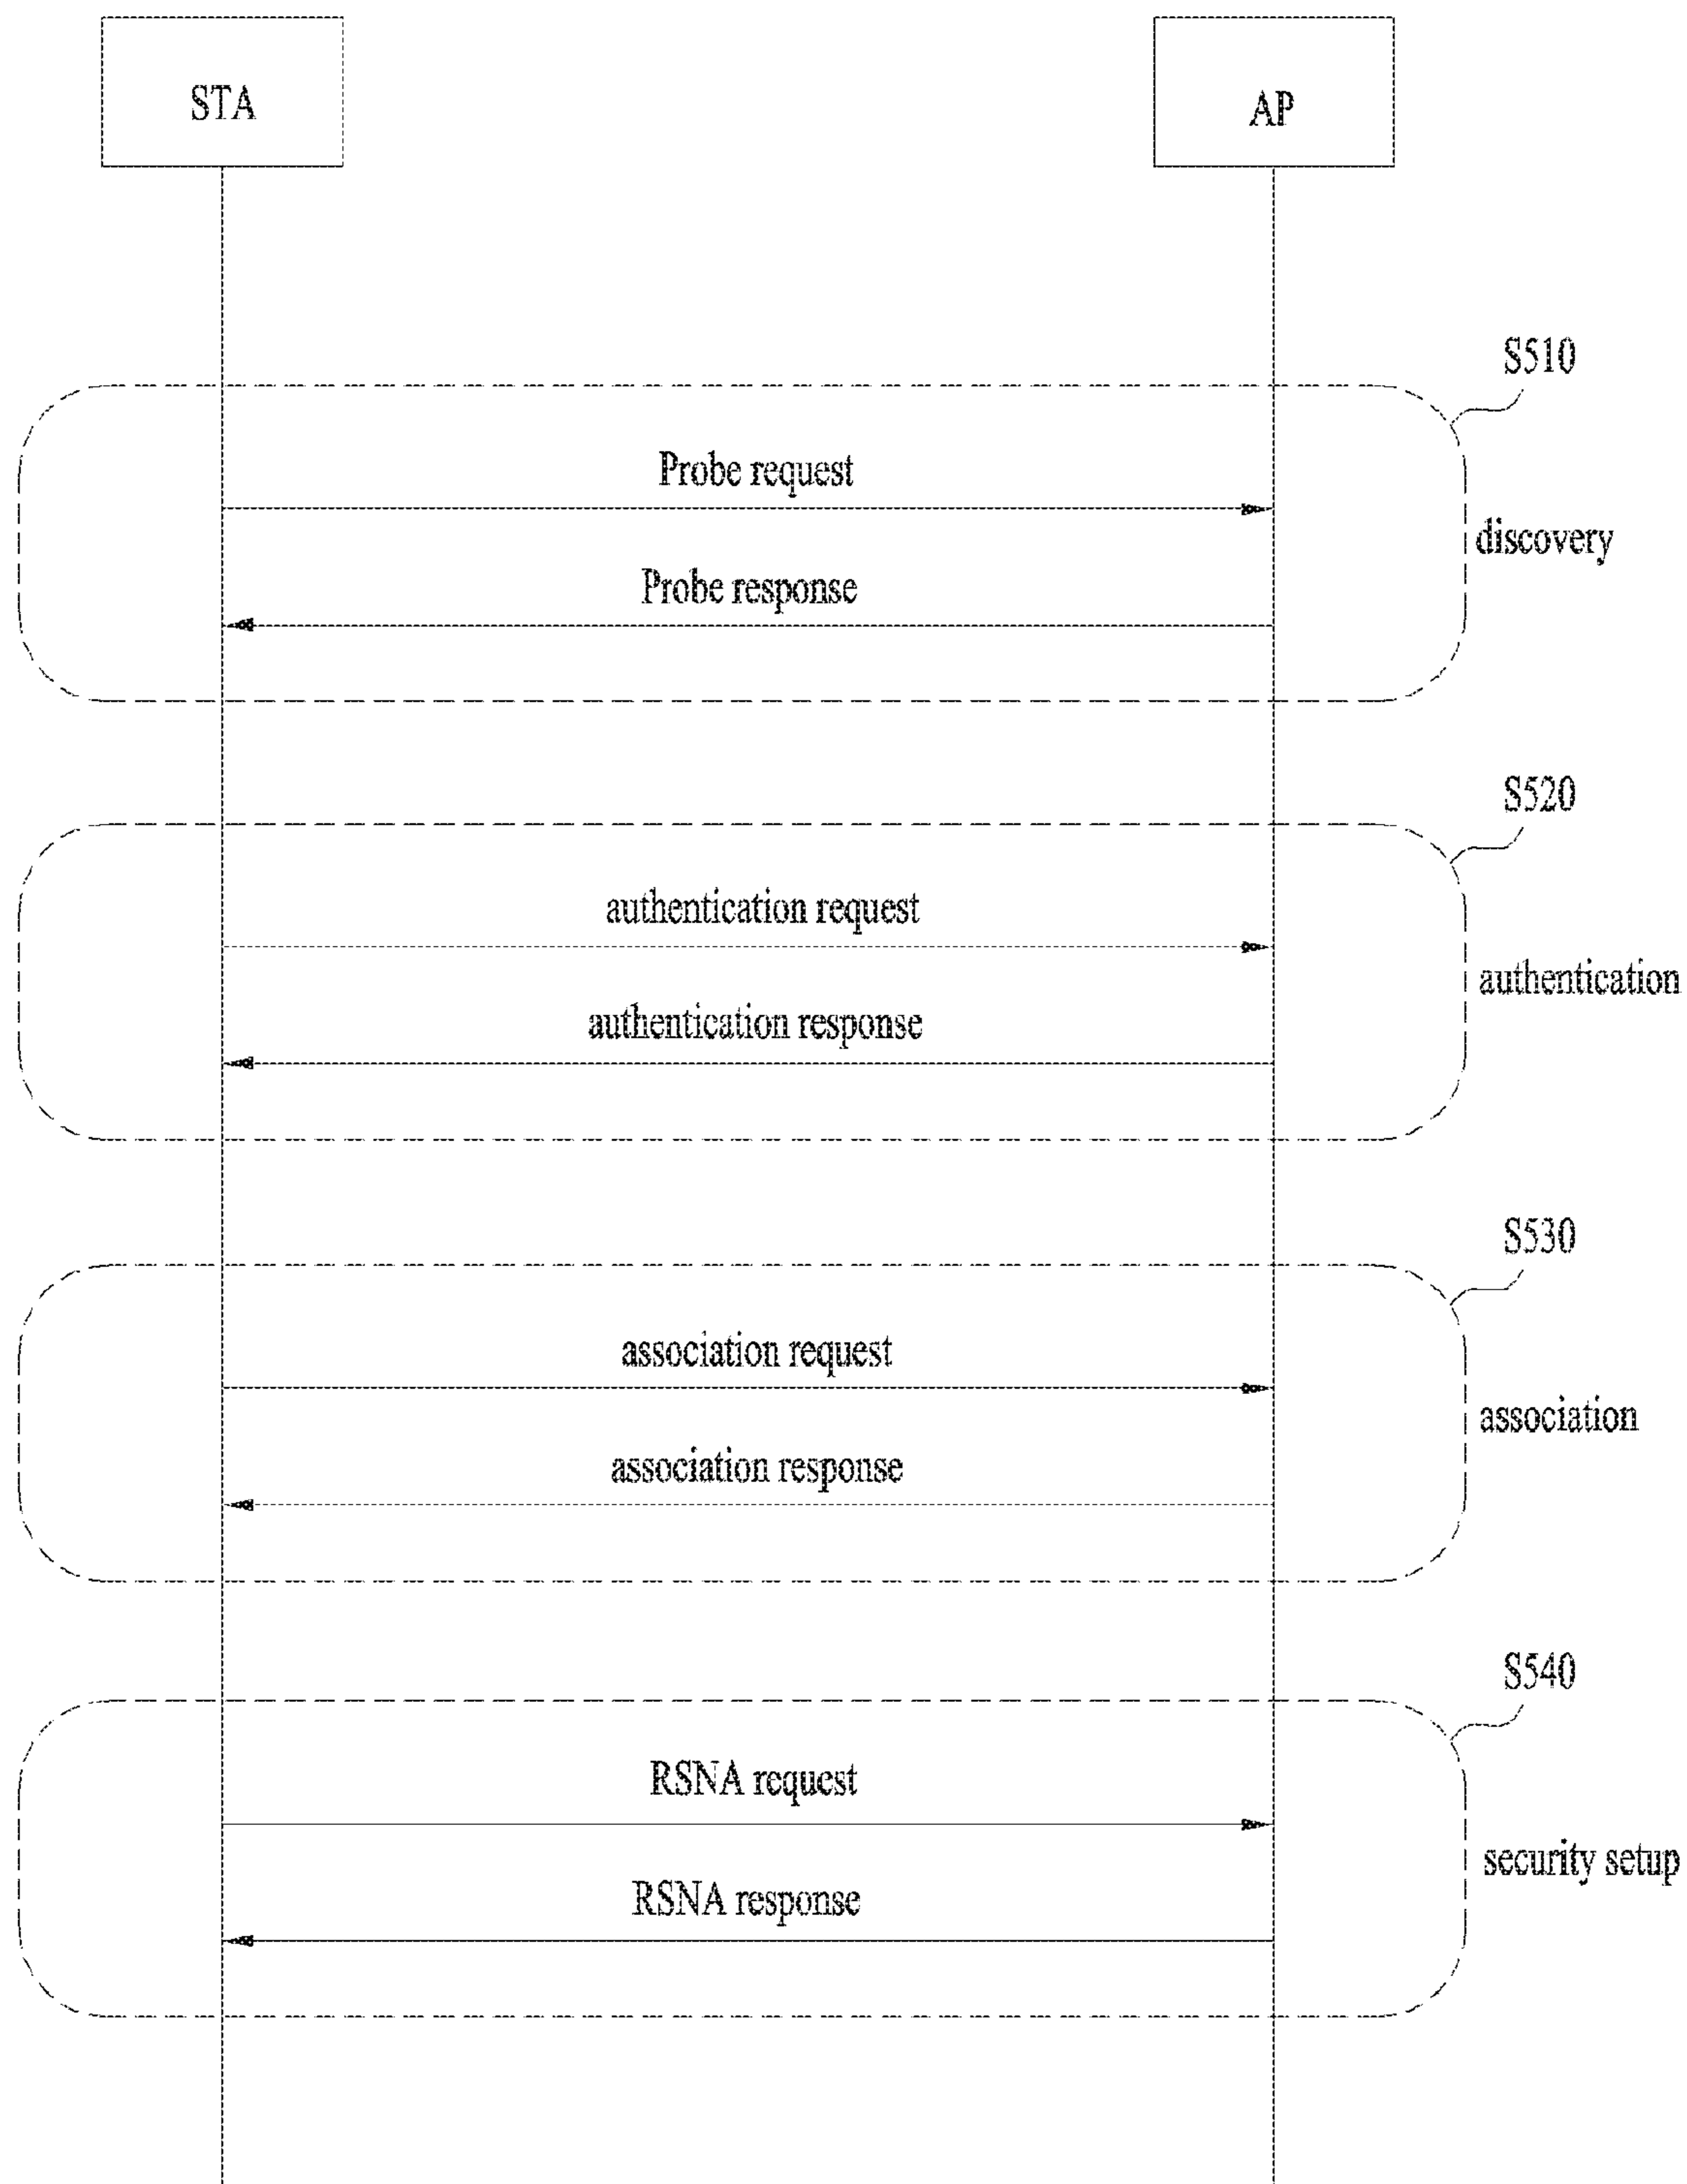 STA
AP
S510
Probe request
discovery
Probe response
S520
authentication request
authentication
authentication response
S530
association request
association
association response
S540
RSNA request
security setup
RSNA response